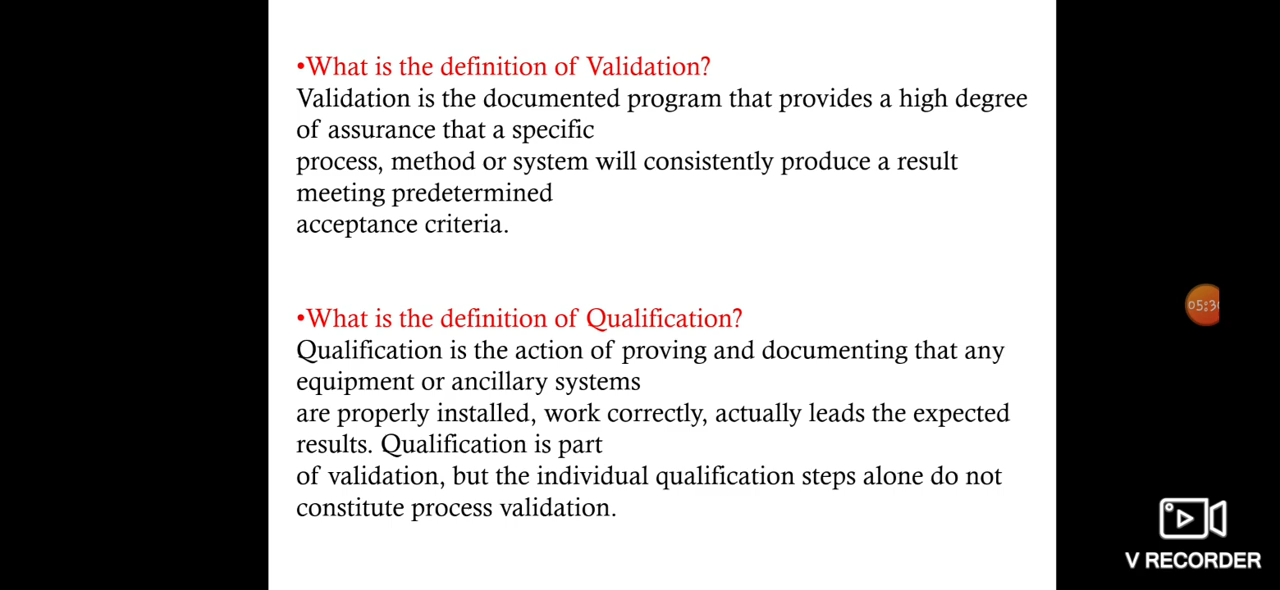 •What is the definition of Validation?
Validation is the documented program that provides a high degree
of assurance that a specific
process, method or system will consistently produce a result
meeting predetermined
acceptance criteria.
•What is the definition of Qualification?
Qualification is the action of proving and documenting that any
equipment or ancillary systems
are properly installed, work correctly, actually leads the expected
results. Qualification is part
of validation, but the individual qualification steps alone do not
constitute process validation.
V RECORDER